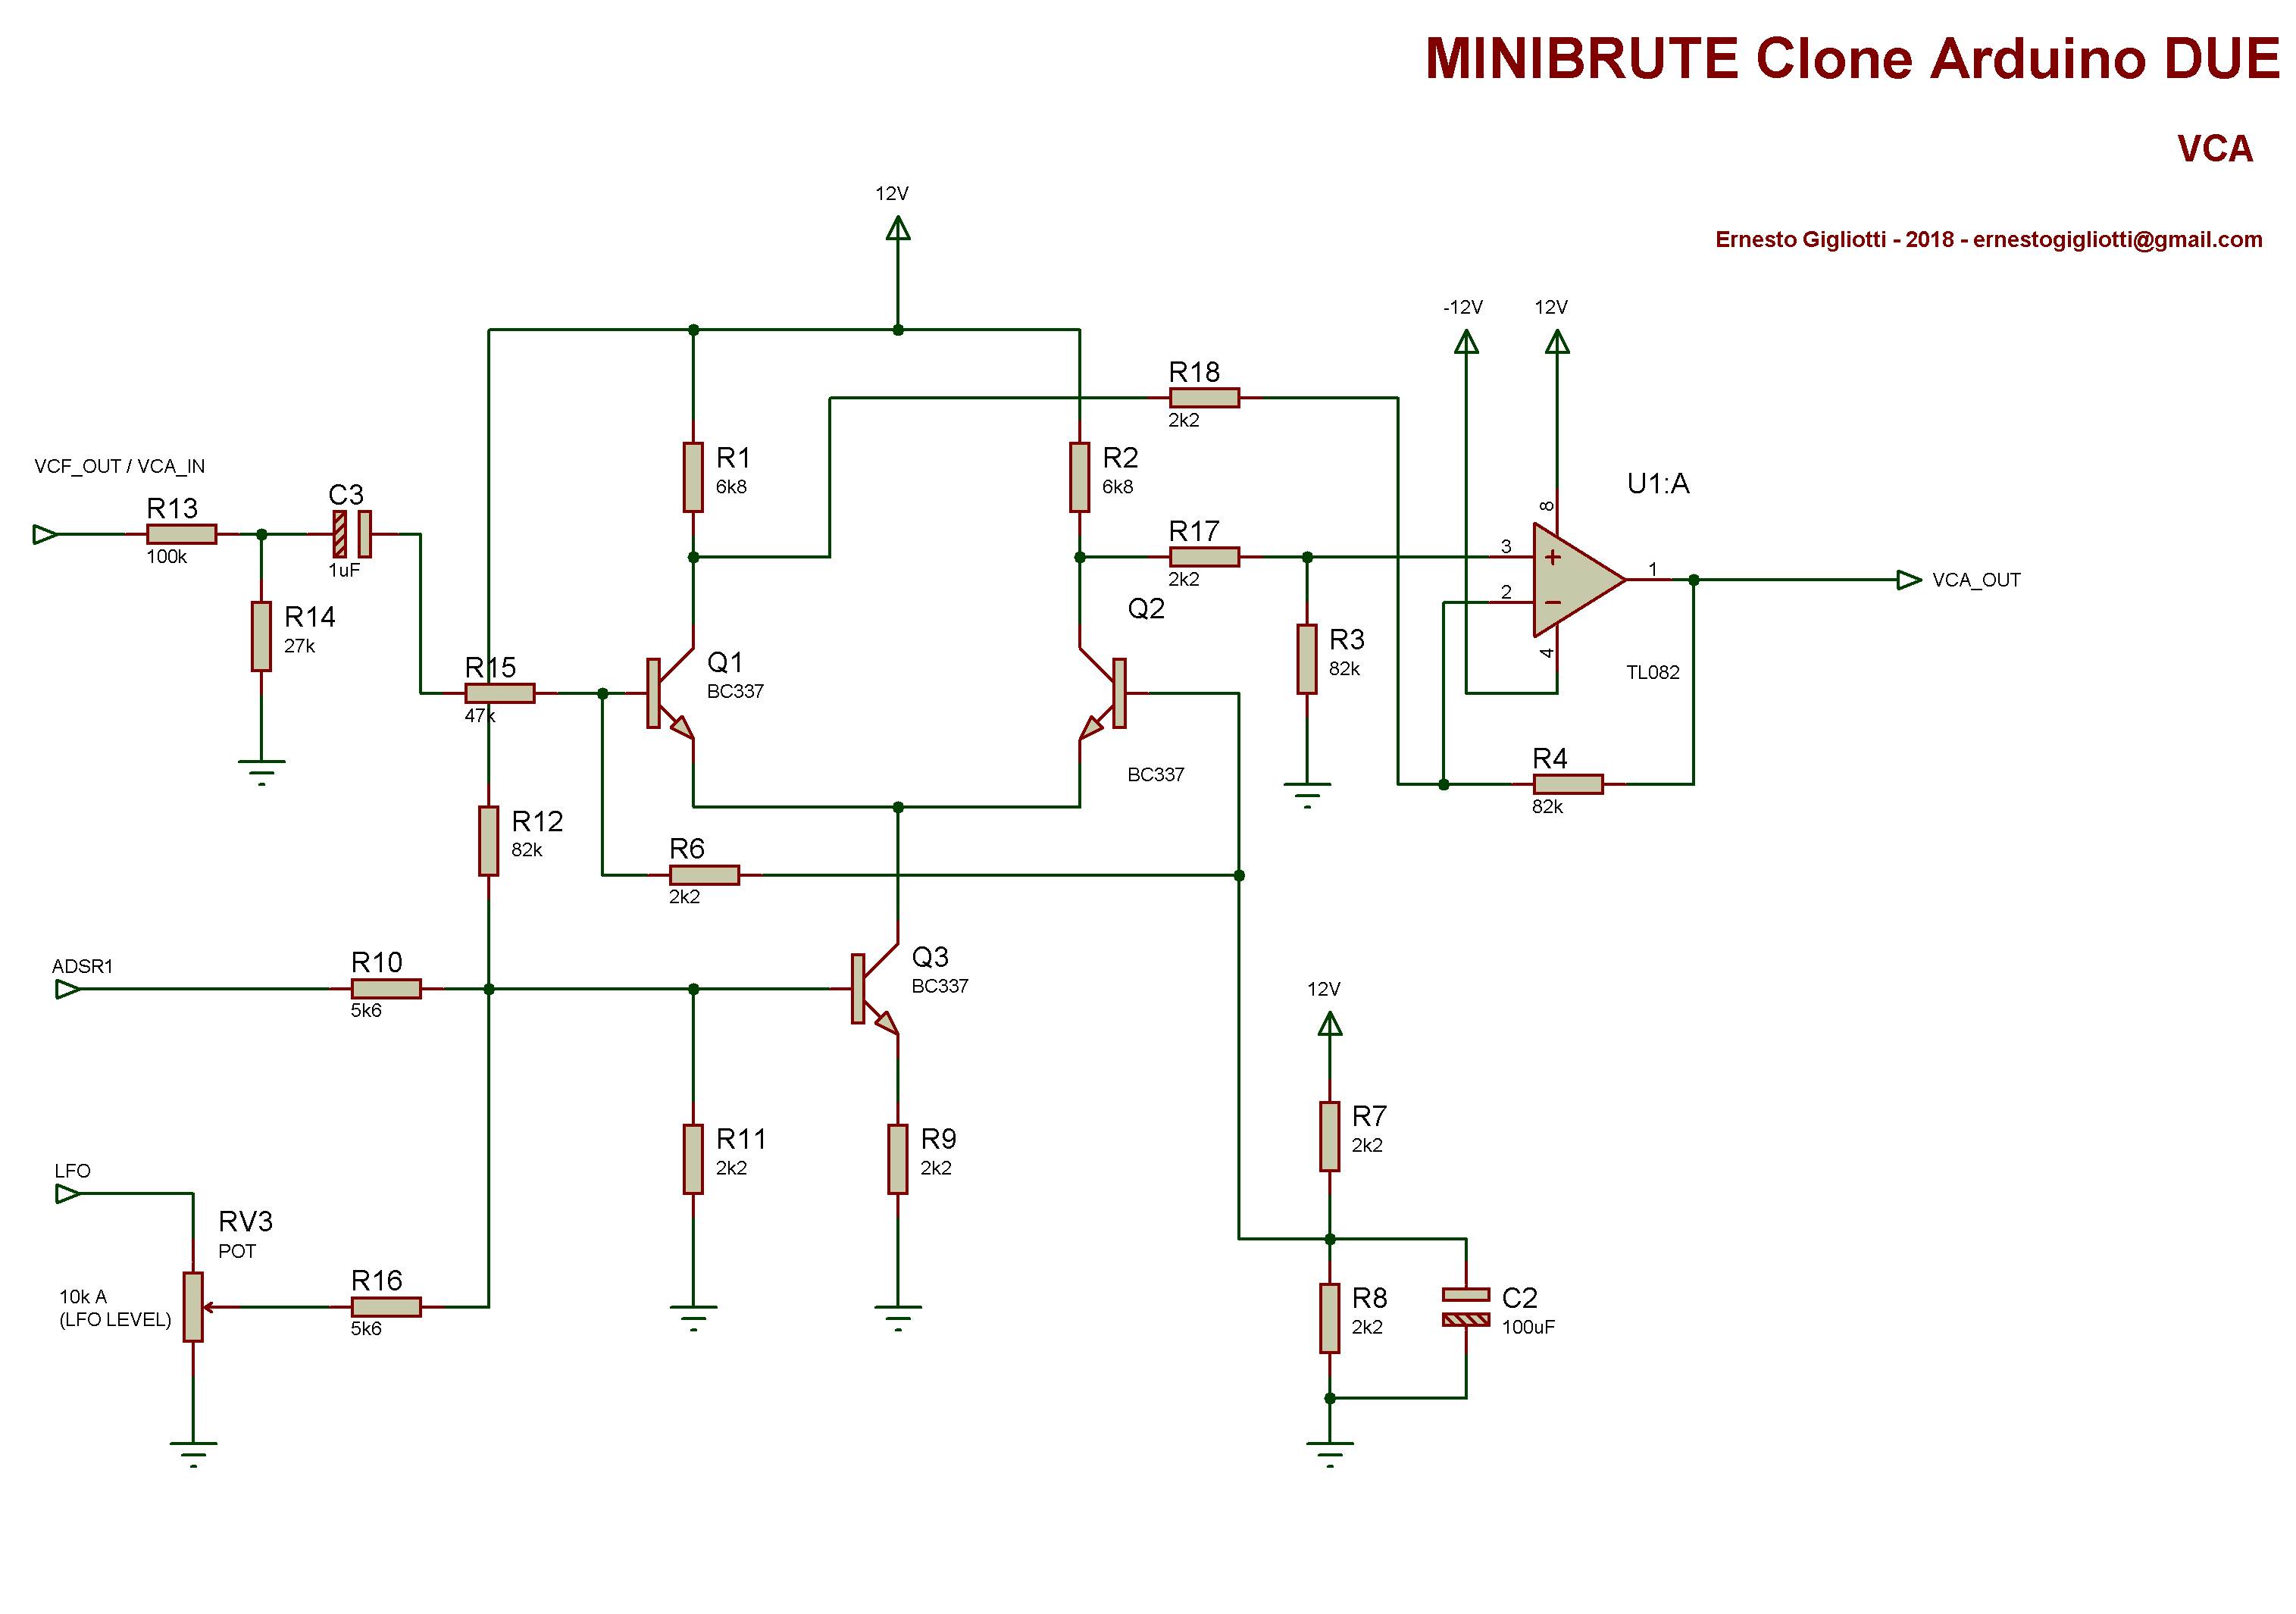 MINIBRUTE Clone Arduino DUE
VCA
Ernesto Gigliotti - 2018 - ernestogigliotti@gmail.com
12V
-12V
12V
R18
2k2
R1
6k8
R2
6k8
VCF_OUT / VCA_IN
R13
100k
C3
1uF
R14
27k
R17
2k2
U1:A
8
3
2
1
4
TL082
VCA_OUT
Q2
BC337
R3
82k
R15
47k
Q1
BC337
R4
82k
R12
82k
R6
2k2
ADSR1
R10
5k6
Q3
BC337
12V
R7
2k2
R11
2k2
R9
2k2
LFO
RV3
POT
10k A
(LFO LEVEL)
R16
5k6
R8
2k2
C2
100uF